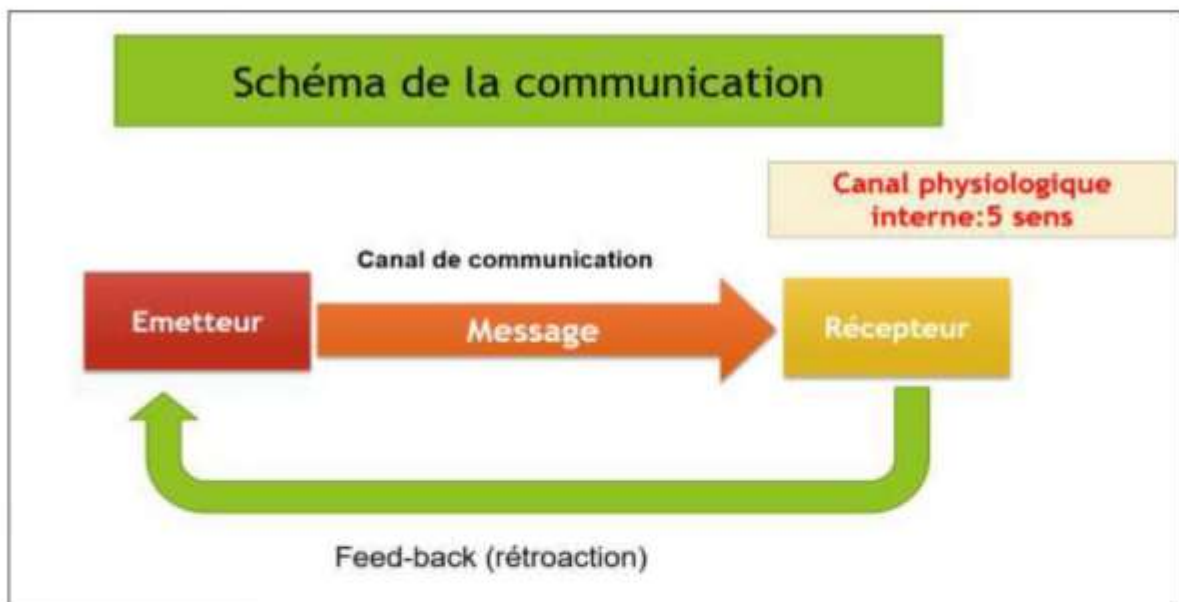 Schéma de la communication
Canal physiologique
interne:5 sens
Canal de communication
Emetteur
Message
Récepteur
Feed-back (rétroaction)